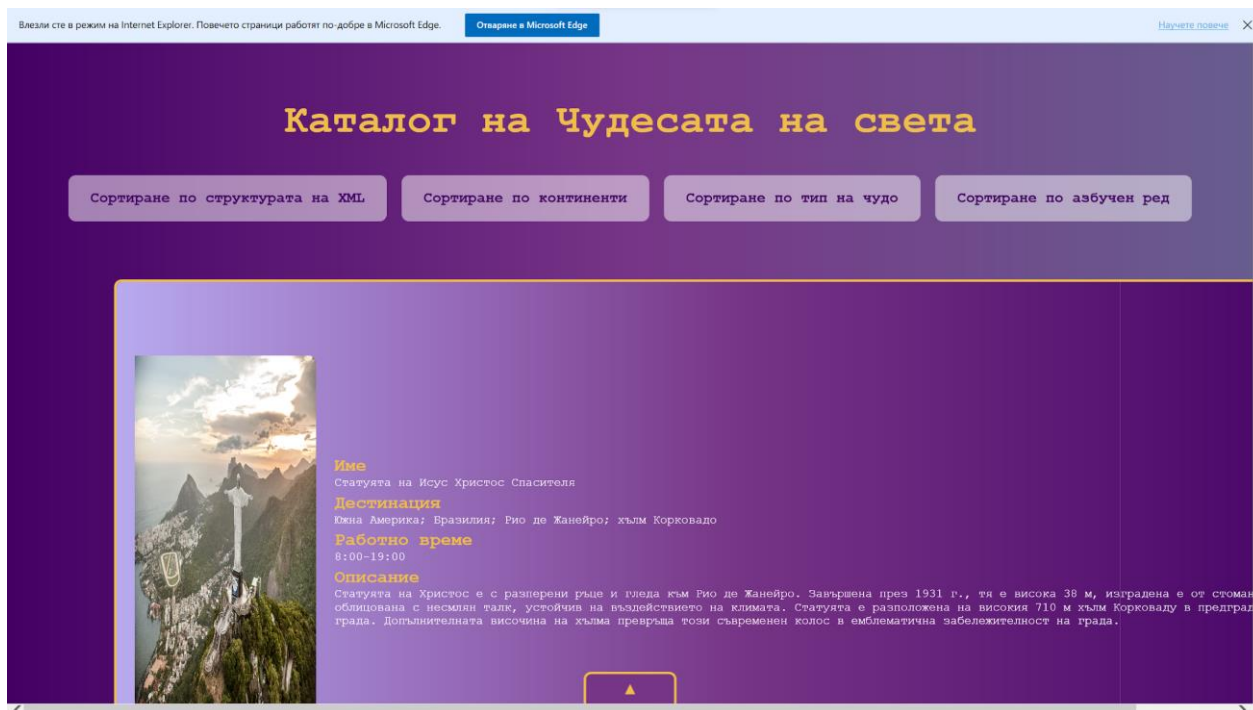 Влезли сте в режим на Internet Explorer. Повечето страници работят по-добре в Microsoft Edge. Отваряне в Microsoft Edge Научете повече
Каталог на Чудесата на света
Сортиране по структурата на XML Сортиране по континенти Сортиране по тип на чудо Сортиране по азбучен ред
Име
Статуята на Исус Христос Спасителя
Дестинация
Южна Америка; Бразилия; Рио де Жанейро; хълм Корковадо
Работно време
8:00-19:00
Описание
Статуята на Христос е с разперени ръце и гледа към Рио де Жанейро. Завършена през 1931 г., тя е висока 38 м, изградена е от стоман
облицована с несмлян талк, устойчив на въздействието на климата. Статуята е разположена на високия 710 м хълм Корковаду в предград
града. Допълнителната височина на хълма превръща този съвременен колос в емблематична забележителност на града.